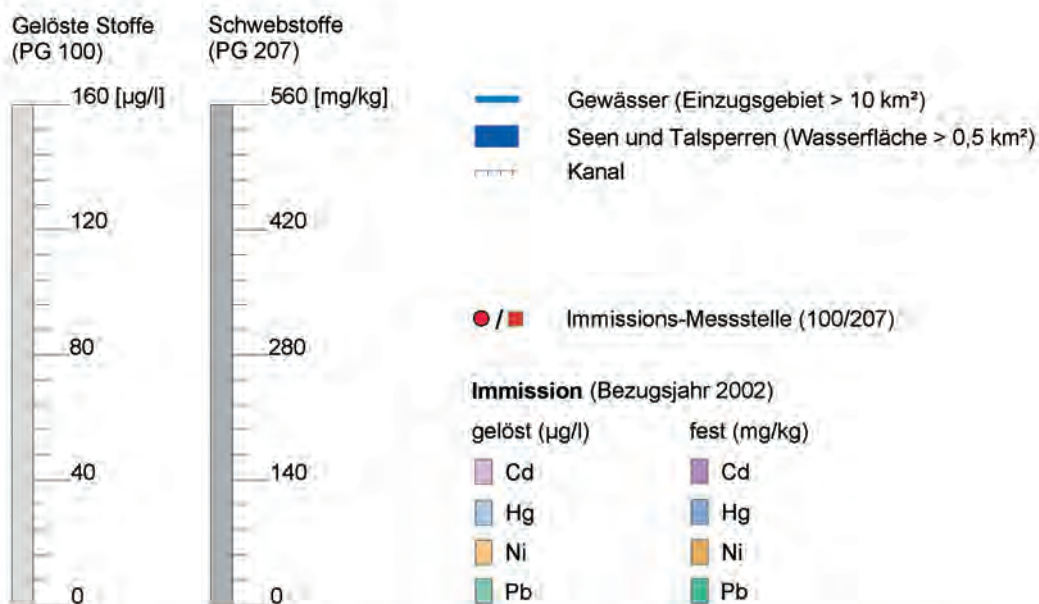 Gelöste Stoffe
(PG 100)
160 [µg/l]
120
80
40
0
Schwebstoffe
(PG 207)
560 [mg/kg]
420
280
140
0
Gewässer (Einzugsgebiet > 10 km²)
Seen und Talsperren (Wasserfläche > 0,5 km²)
Kanal
/
Immissions-Messstelle (100/207)
Immission (Bezugsjahr 2002)
gelöst (µg/l)
Cd
Hg
Ni
Pb
fest (mg/kg)
Cd
Hg
Ni
Pb